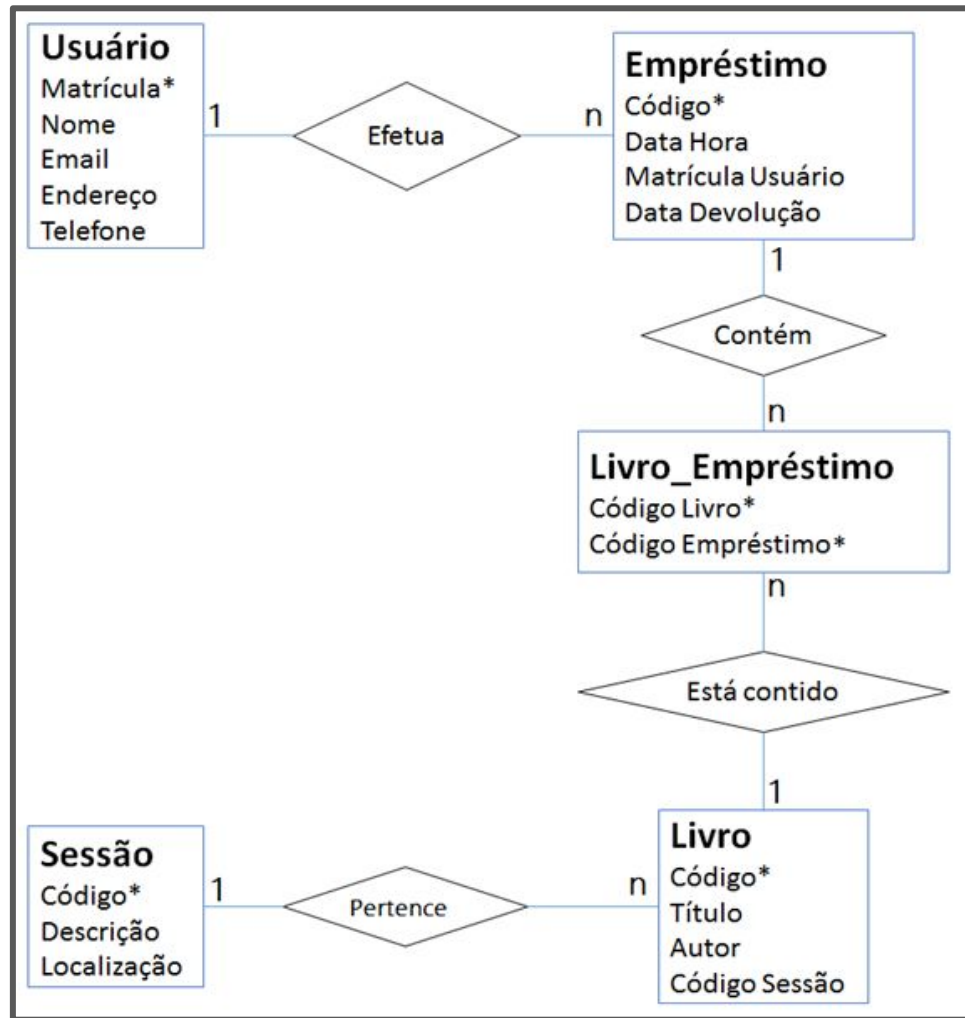 Usuário
Matrícula*
Nome
Email
Endereço
Telefone
1
Efetua
n
Empréstimo
Código*
Data Hora
Matrícula Usuário
Data Devolução
1
Contém
n
Livro_Empréstimo
Código Livro*
Código Empréstimo*
n
Está contido
1
Sessão
Código*
Descrição
Localização
1
Pertence
n
Livro
Código*
Título
Autor
Código Sessão